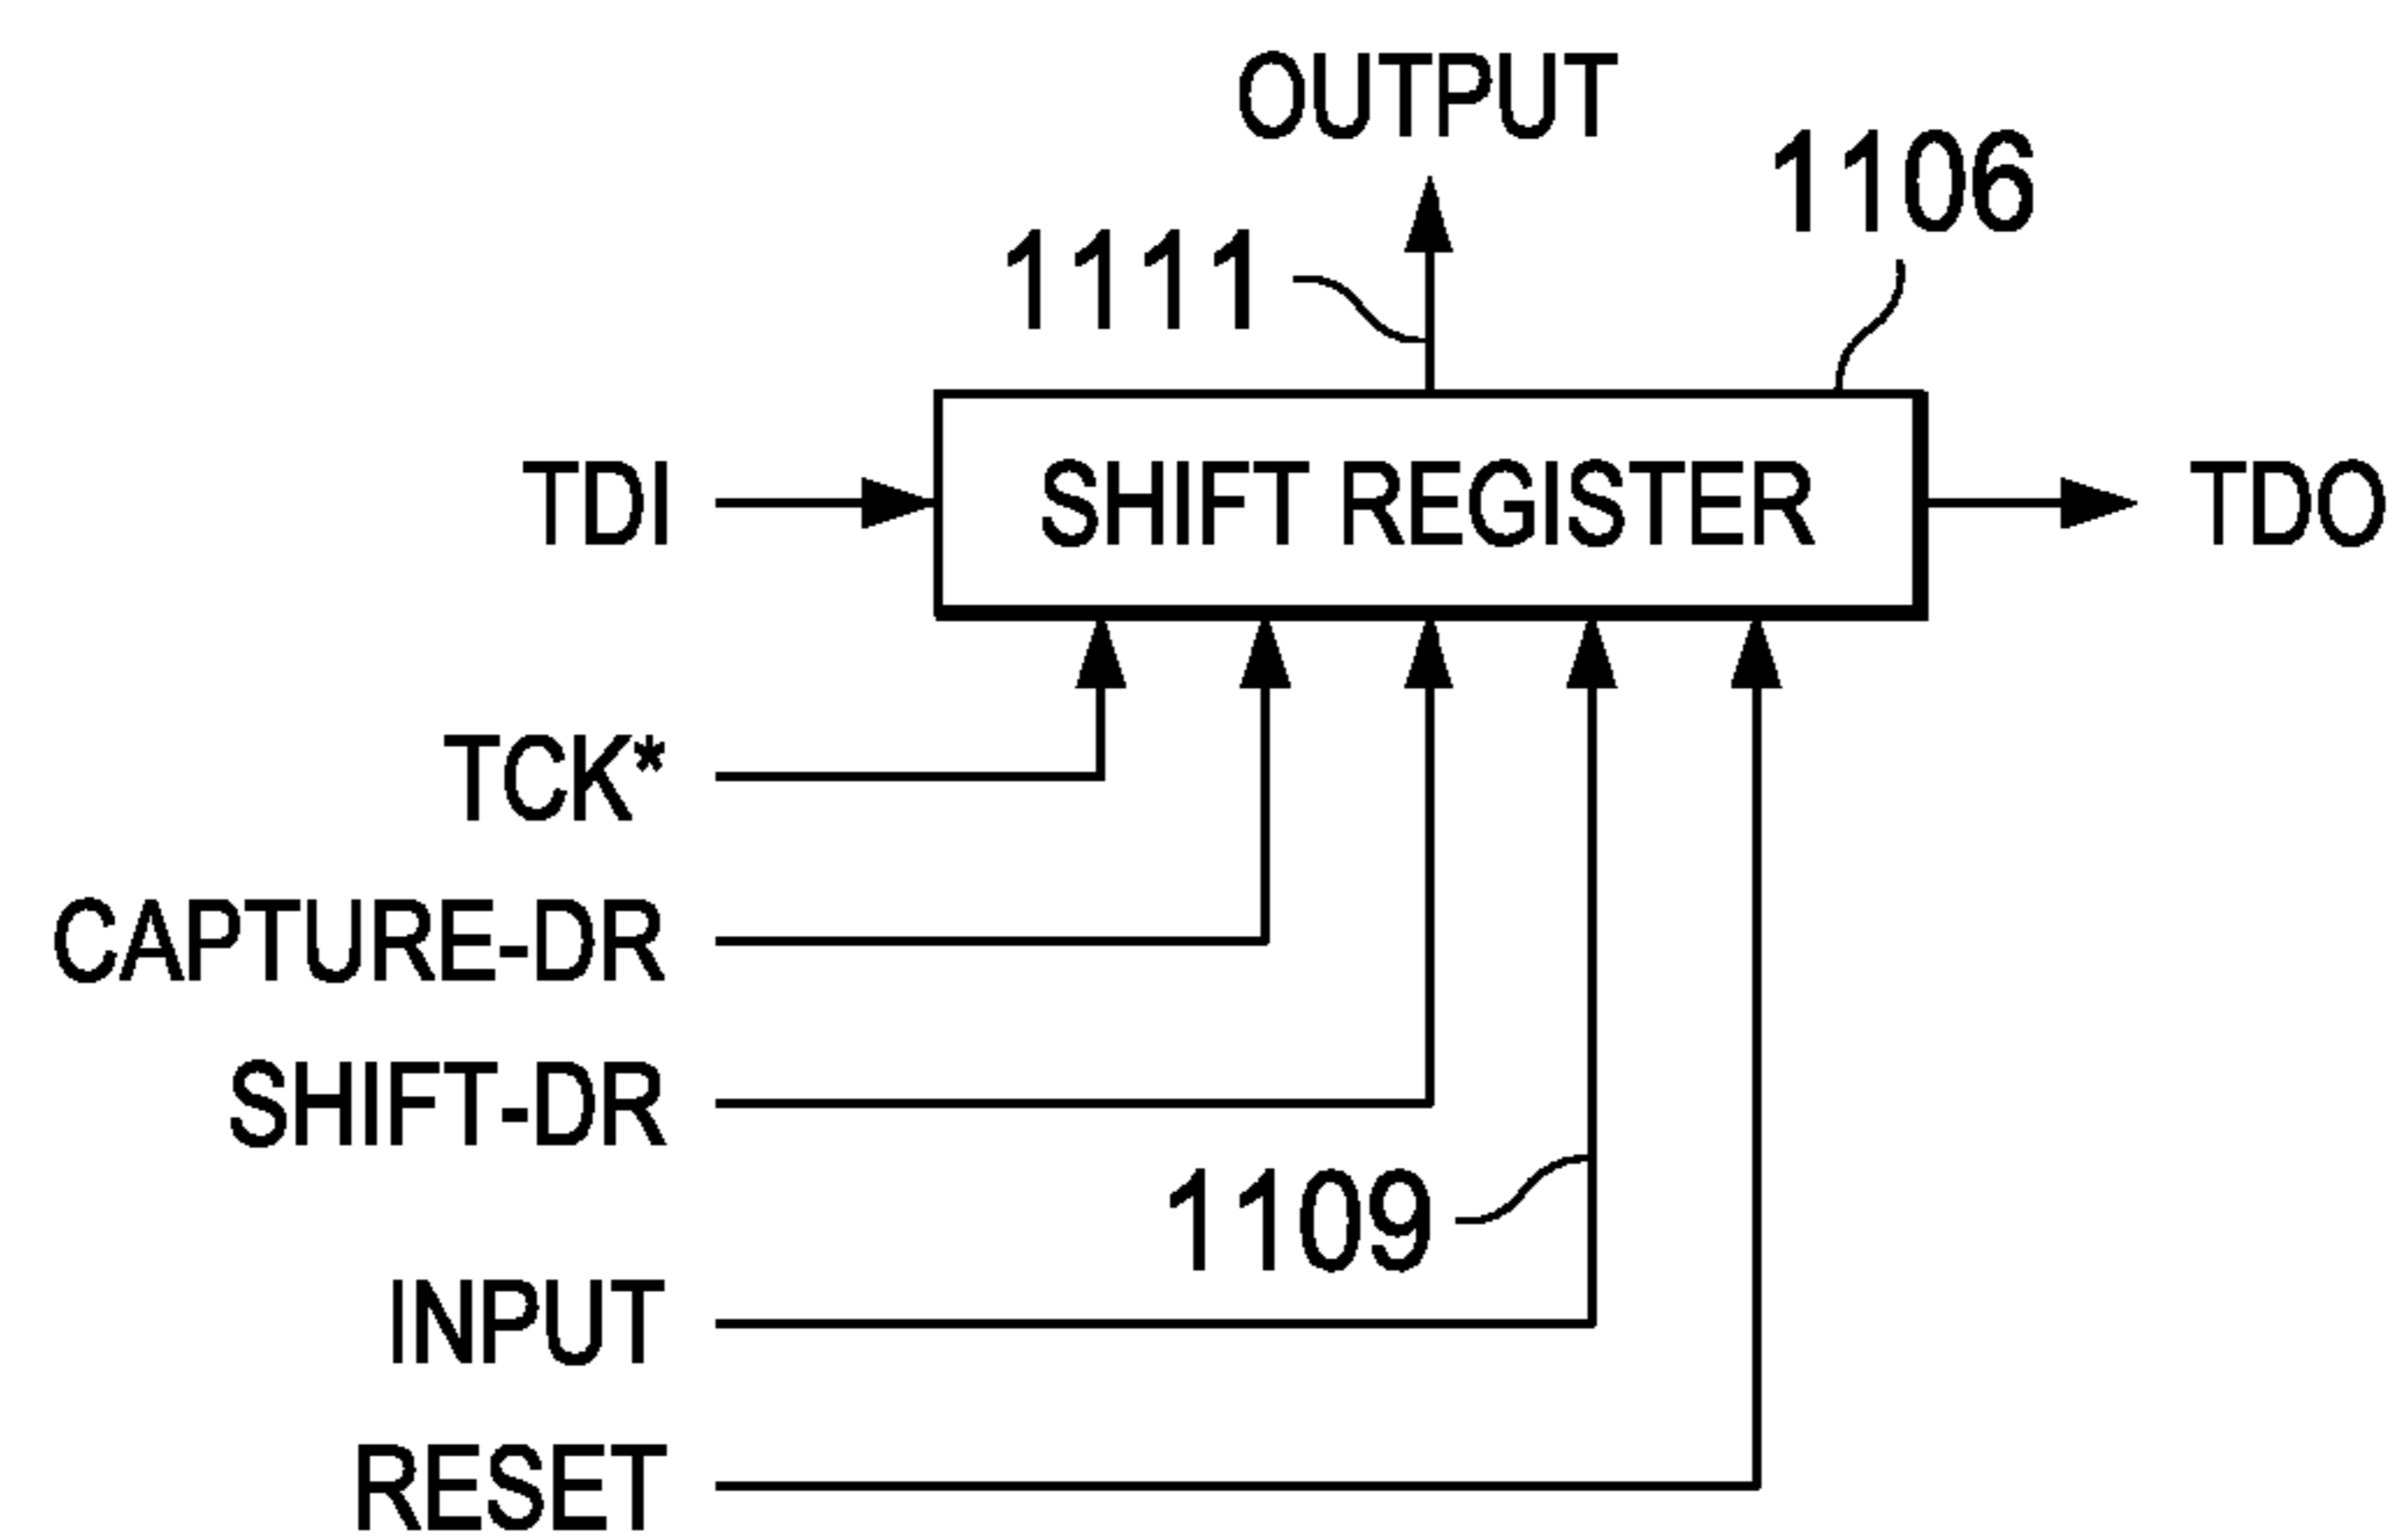 OUTPUT
1106
1111
TDI
SHIFT REGISTER
TDO
TCK*
CAPTURE-DR
SHIFT-DR
1109
INPUT
RESET